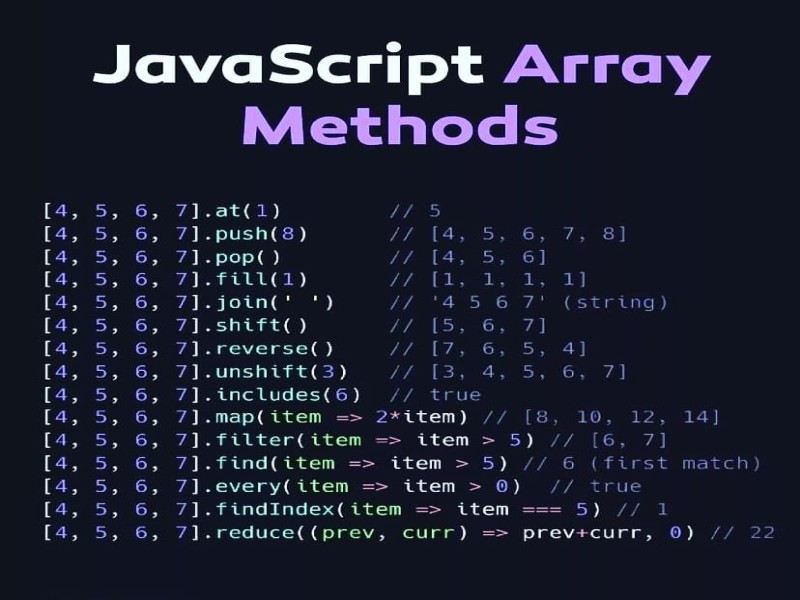 JavaScript Array
Methods
[4, 5, 6, 7].at(1) // 5
[4, 5, 6, 7].push(8) // [4, 5, 6, 7, 8]
[4, 5, 6, 7].pop() // [4, 5, 6]
[4, 5, 6, 7].fill(1) // [1, 1, 1, 1]
[4, 5, 6, 7].join(' ') // '4 5 6 7' (string)
[4, 5, 6, 7].shift() // [5, 6, 7]
[4, 5, 6, 7].reverse() // [7, 6, 5, 4]
[4, 5, 6, 7].unshift(3) // [3, 4, 5, 6, 7]
[4, 5, 6, 7].includes(6) // true
[4, 5, 6, 7].map(item => 2*item) // [8, 10, 12, 14]
[4, 5, 6, 7].filter(item => item > 5) // [6, 7]
[4, 5, 6, 7].find(item => item > 5) // 6 (first match)
[4, 5, 6, 7].every(item => item > 0) // true
[4, 5, 6, 7].findIndex(item => item === 5) // 1
[4, 5, 6, 7].reduce((prev, curr) => prev+curr, 0) // 22